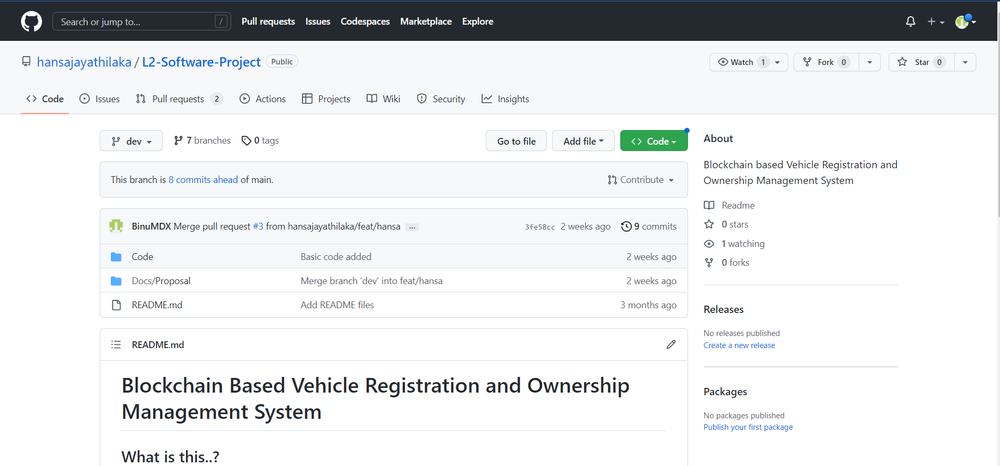 Search or jump to... /
Pull requests Issues Codespaces Marketplace Explore
hansajayathilaka / L2-Software-Project Public
Watch 1 Fork 0 Star 0
Code Issues Pull requests 2 Actions Projects Wiki Security Insights
dev 7 branches 0 tags
Go to file Add file Code
This branch is 8 commits ahead of main.
Contribute
BinuMDX Merge pull request #3 from hansajayathilaka/feat/hansa ...
3fe58cc 2 weeks ago 9 commits
Code Basic code added 2 weeks ago
Docs/Proposal Merge branch 'dev' into feat/hansa 2 weeks ago
README.md Add README files 3 months ago
README.md
Blockchain Based Vehicle Registration and Ownership
Management System
What is this..?
About
Blockchain based Vehicle Registration and
Ownership Management System
Readme
0 stars
1 watching
0 forks
Releases
No releases published
Create a new release
Packages
No packages published
Publish your first package